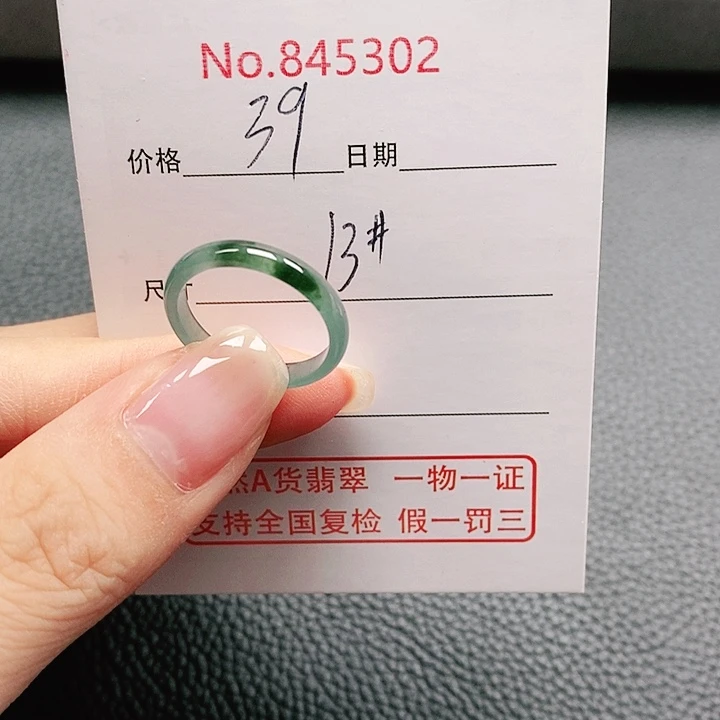 No.845302
价格 39 日期
尺寸 13#
然A货翡翠 一物一证
支持全国复检 假一罚三